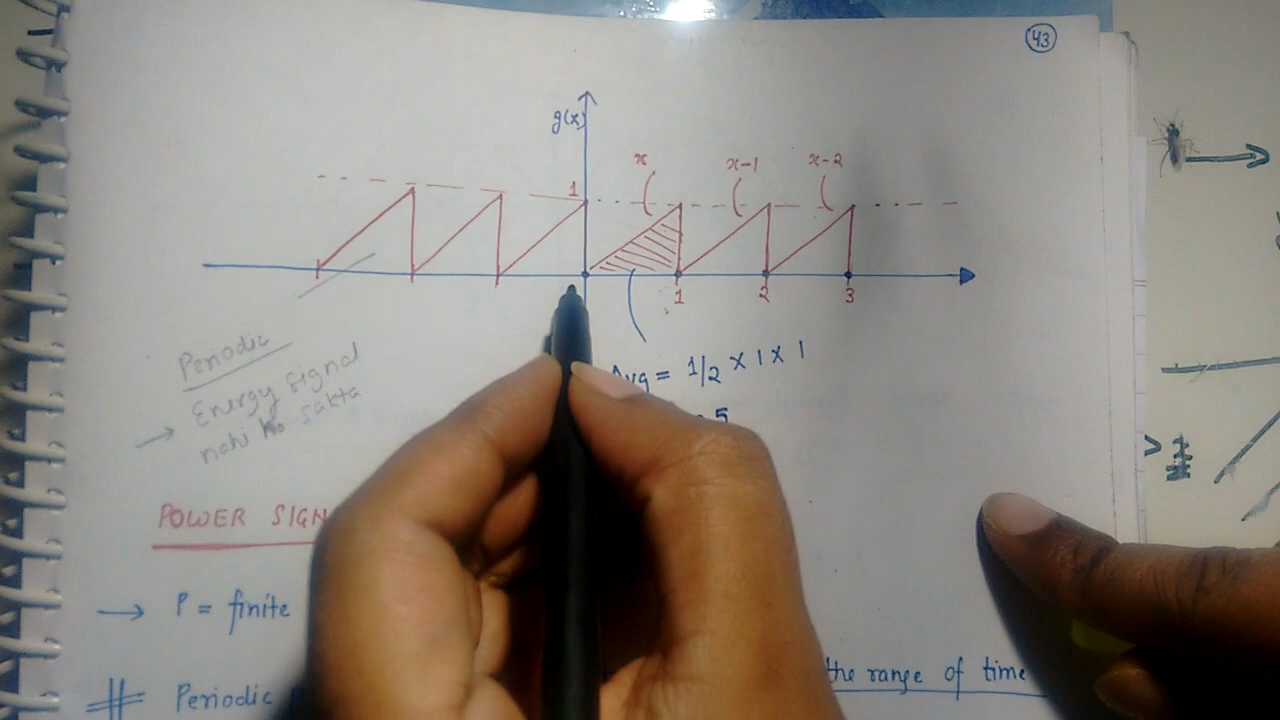 43
g(x)
x x-1 x-2
1
1 2 3
Avg = 1/2 × 1 × 1
5
Periodic
→ Energy signal
nahi ho sakta
POWER SIGN
→ P = finite
# Periodic
the range of time